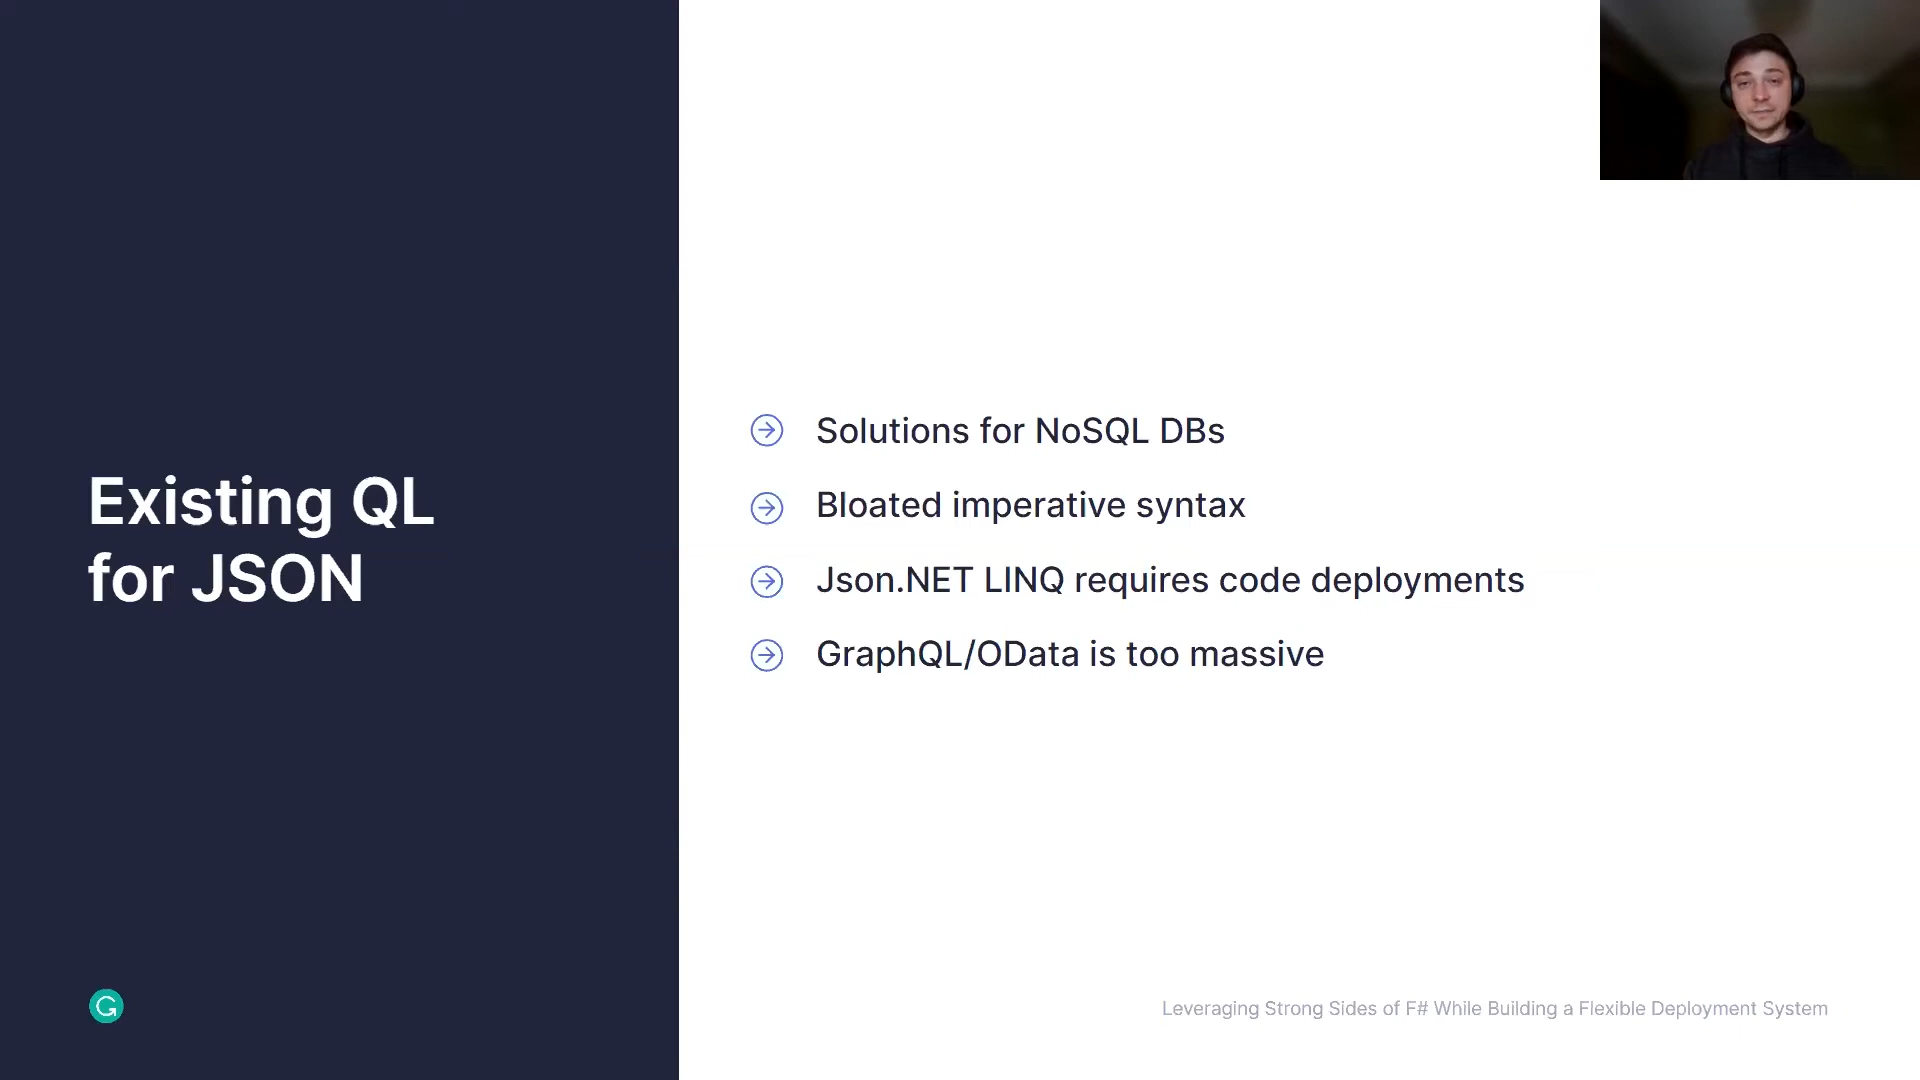 Existing QL
for JSON
Solutions for NoSQL DBs
Bloated imperative syntax
Json.NET LINQ requires code deployments
GraphQL/OData is too massive
Leveraging Strong Sides of F# While Building a Flexible Deployment System